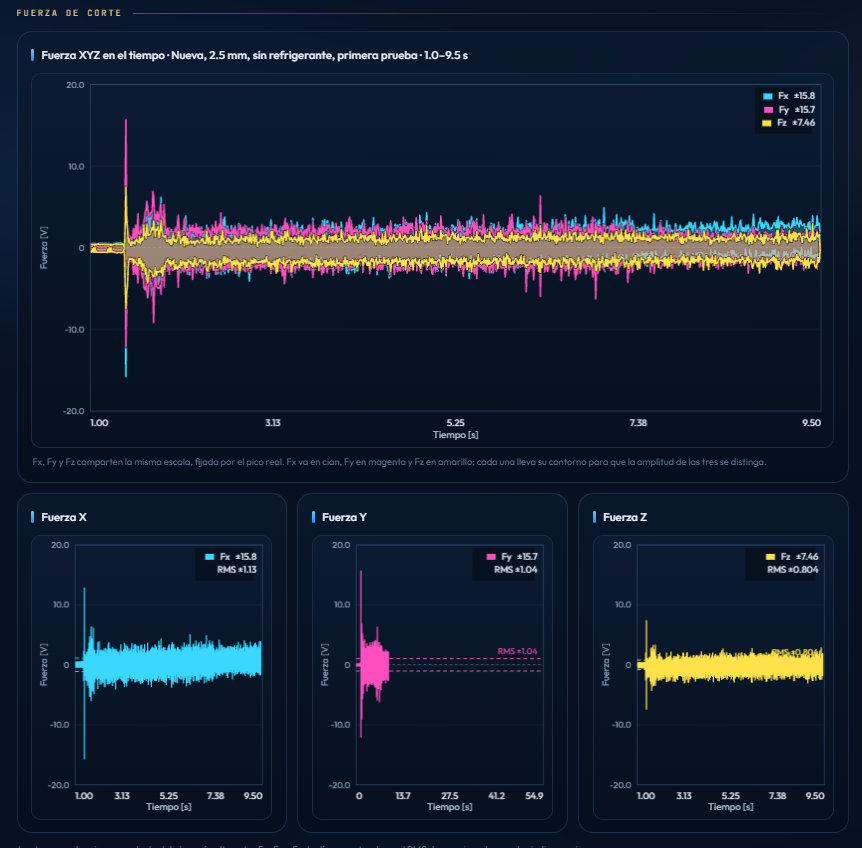 FUERZA DE CORTE
Fuerza XYZ en el tiempo · Nueva, 2.5 mm, sin refrigerante, primera prueba · 1.0–9.5 s
20.0
10.0
0
-10.0
-20.0
Fuerza [V]
Fx ±15.8
Fy ±15.7
Fz ±7.46
1.00 3.13 5.25 7.38 9.50
Tiempo [s]
Fx, Fy y Fz comparten la misma escala, fijada por el pico real. Fx va en cian, Fy en magenta y Fz en amarillo; cada una lleva su contorno para que la amplitud de las tres se distinga.
Fuerza X
20.0
10.0
0
-10.0
-20.0
Fuerza [V]
Fx ±15.8
RMS ±1.13
1.00 3.13 5.25 7.38 9.50
Tiempo [s]
Fuerza Y
20.0
10.0
0
-10.0
-20.0
Fuerza [V]
Fy ±15.7
RMS ±1.04
RMS ±1.04
0 13.7 27.5 41.2 54.9
Tiempo [s]
Fuerza Z
20.0
10.0
0
-10.0
-20.0
Fuerza [V]
Fz ±7.46
RMS ±0.804
RMS ±0.804
1.00 3.13 5.25 7.38 9.50
Tiempo [s]